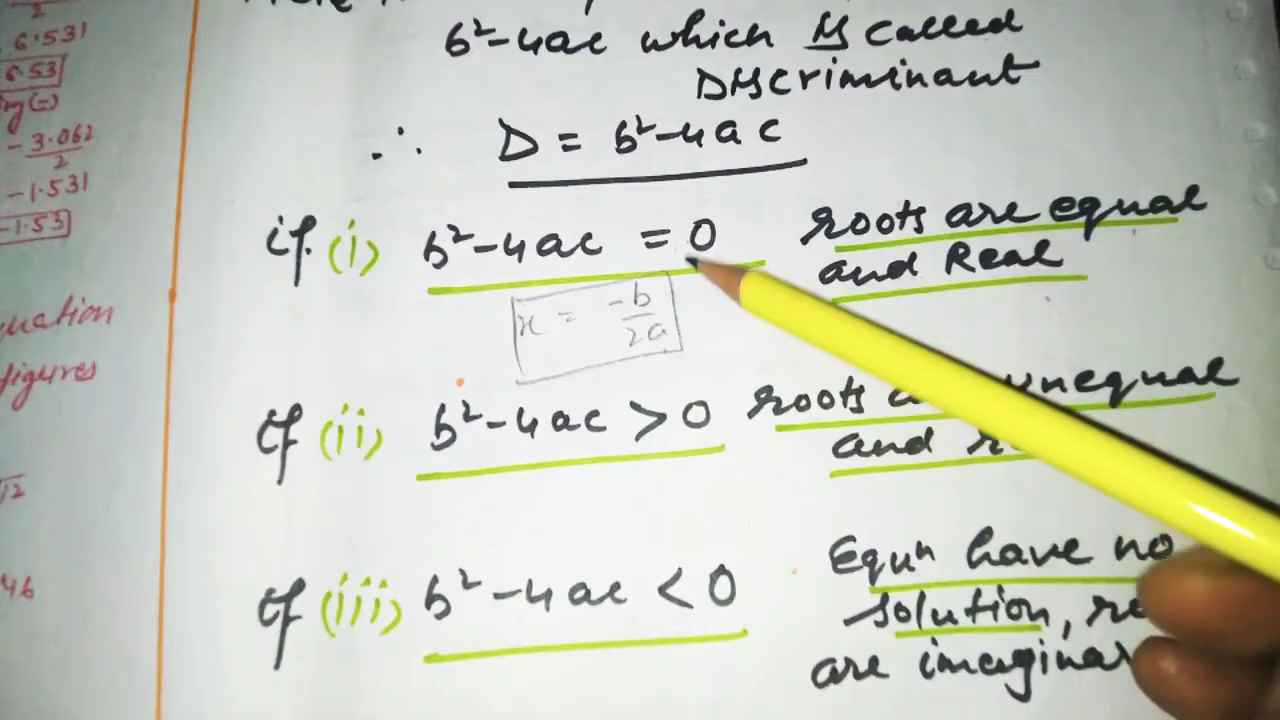 b²-4ac which is called
Discriminant
∴ D = b²-4ac
if (i) b²-4ac = 0 roots are equal
and Real
x = -b/2a
if (ii) b²-4ac > 0 roots unequal
and
if (iii) b²-4ac < 0 Equⁿ have no
solution,
are
6.531
6.53
- 3.062/2
-1.531
-1.53
figures